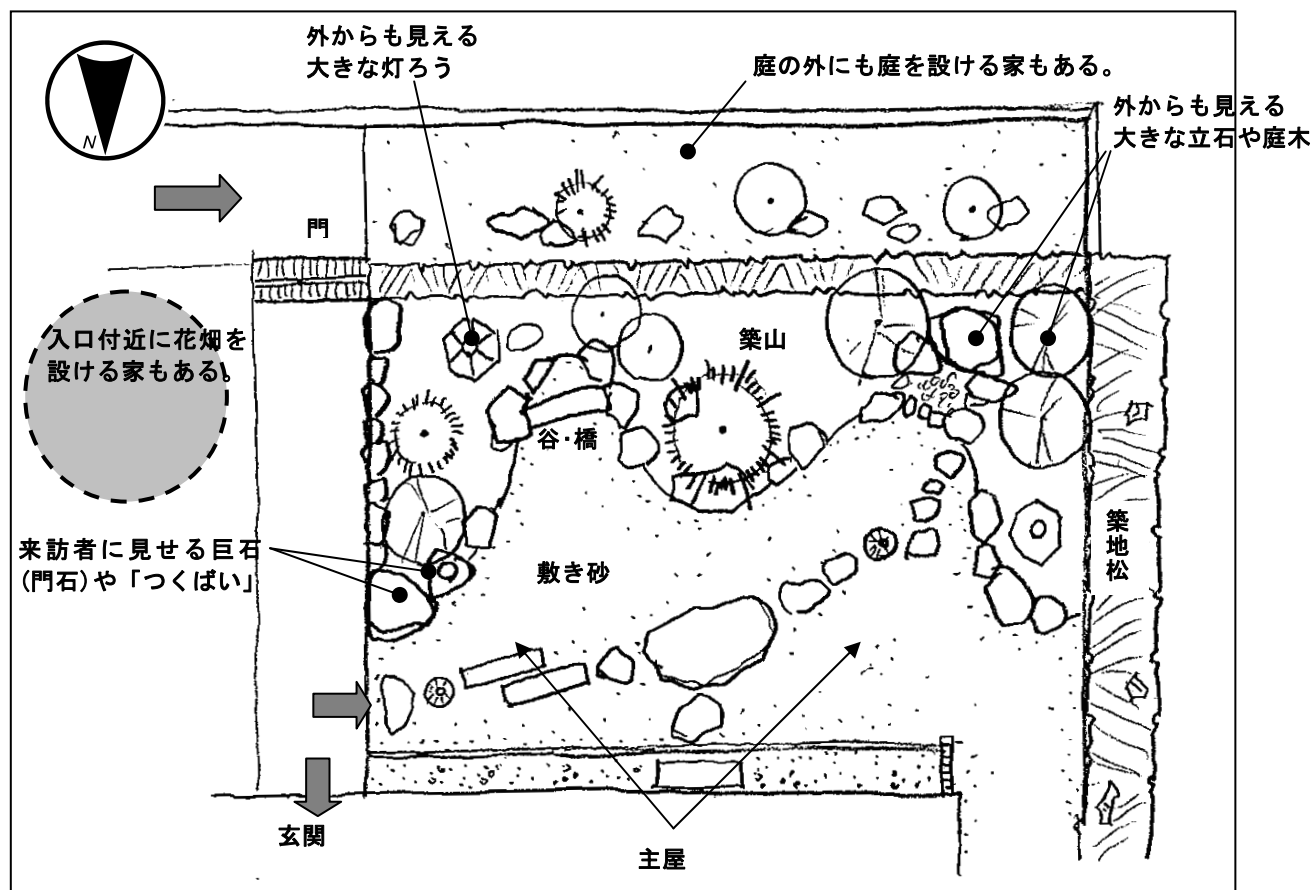 外からも見える
大きな灯ろう
庭の外にも庭を設ける家もある。
外からも見える
大きな立石や庭木
N
門
入口付近に花畑を
設ける家もある。
築山
谷・橋
来訪者に見せる巨石
(門石)や「つくばい」
敷き砂
築地松
玄関
主屋